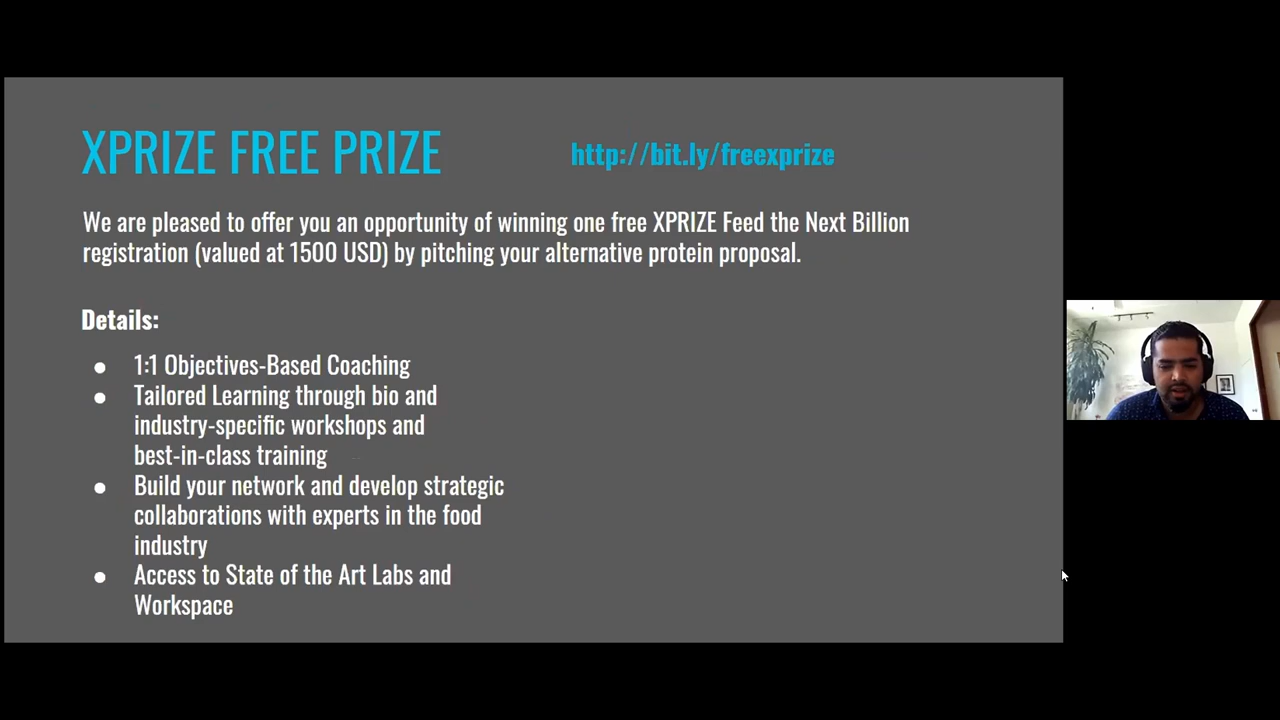 XPRIZE FREE PRIZE
http://bit.ly/freexprize
We are pleased to offer you an opportunity of winning one free XPRIZE Feed the Next Billion
registration (valued at 1500 USD) by pitching your alternative protein proposal.
Details:
● 1:1 Objectives-Based Coaching
● Tailored Learning through bio and
industry-specific workshops and
best-in-class training
● Build your network and develop strategic
collaborations with experts in the food
industry
● Access to State of the Art Labs and
Workspace